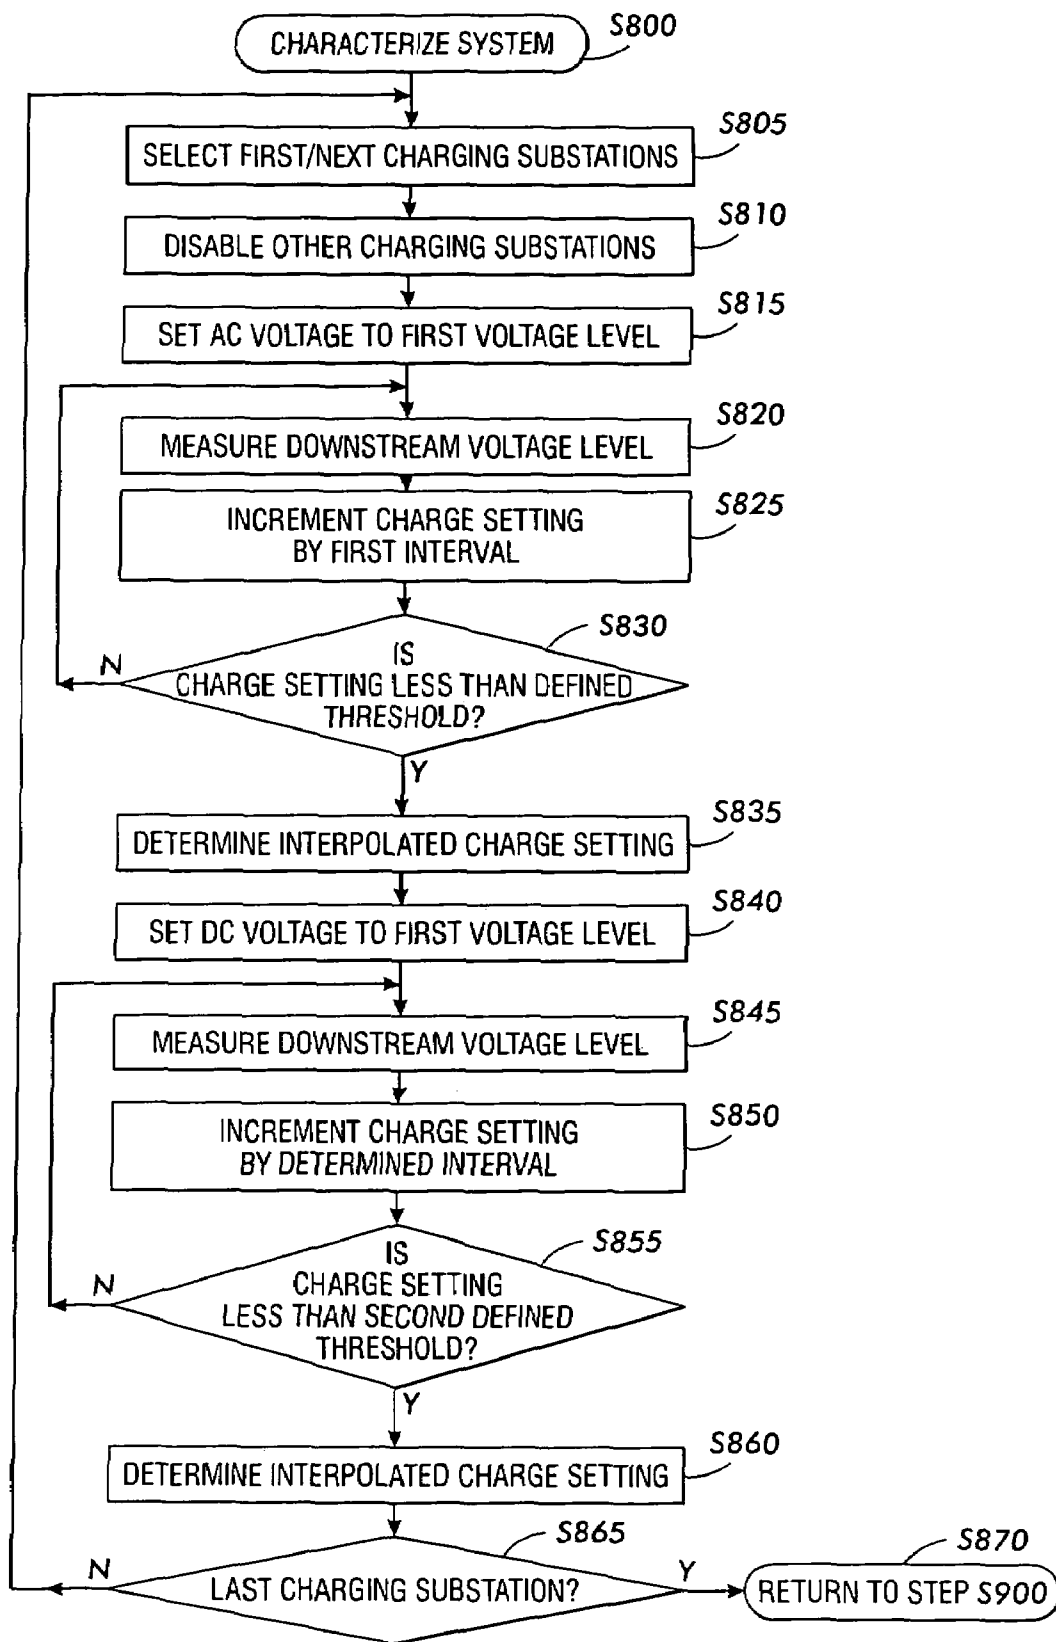 CHARACTERIZE SYSTEM
S800
S805
SELECT FIRST/NEXT CHARGING SUBSTATIONS
S810
DISABLE OTHER CHARGING SUBSTATIONS
S815
SET AC VOLTAGE TO FIRST VOLTAGE LEVEL
S820
MEASURE DOWNSTREAM VOLTAGE LEVEL
S825
INCREMENT CHARGE SETTING
BY FIRST INTERVAL
S830
IS
CHARGE SETTING LESS THAN DEFINED
THRESHOLD?
N
Y
S835
DETERMINE INTERPOLATED CHARGE SETTING
S840
SET DC VOLTAGE TO FIRST VOLTAGE LEVEL
S845
MEASURE DOWNSTREAM VOLTAGE LEVEL
S850
INCREMENT CHARGE SETTING
BY DETERMINED INTERVAL
S855
IS
CHARGE SETTING
LESS THAN SECOND DEFINED
THRESHOLD?
N
Y
S860
DETERMINE INTERPOLATED CHARGE SETTING
S865
LAST CHARGING SUBSTATION?
N
Y
S870
RETURN TO STEP S900